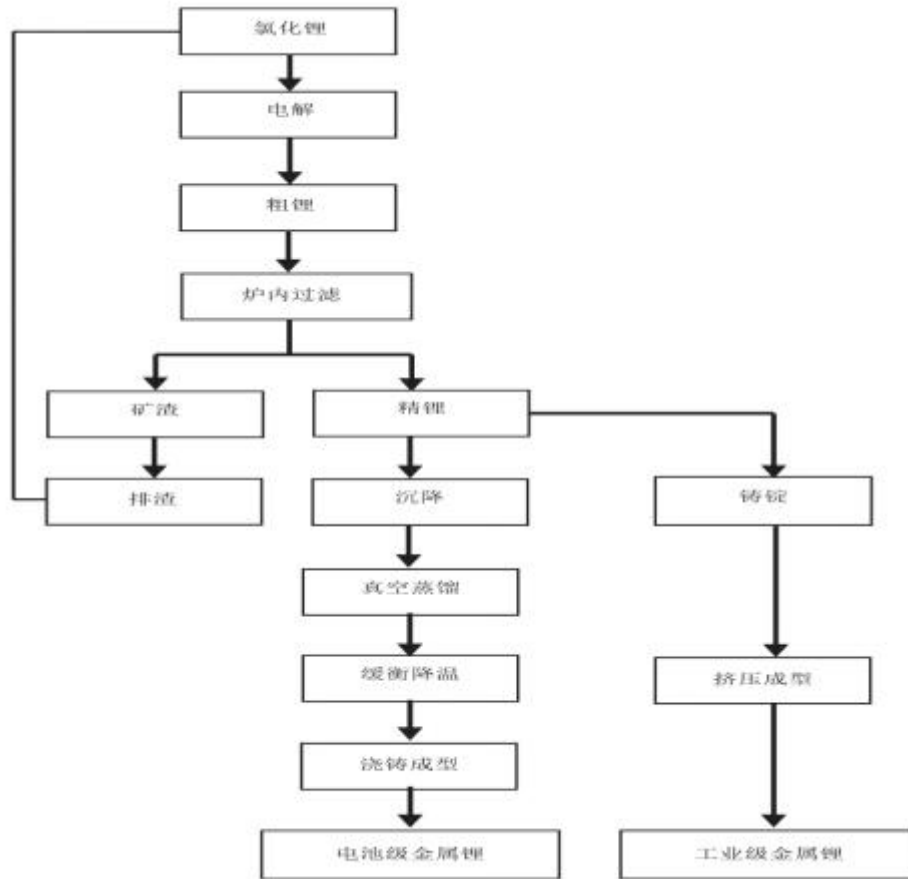 氯化锂
电解
粗锂
炉内过滤
矿渣
精锂
排渣
沉降
铸锭
真空蒸馏
缓衡降温
挤压成型
浇铸成型
电池级金属锂
工业级金属锂